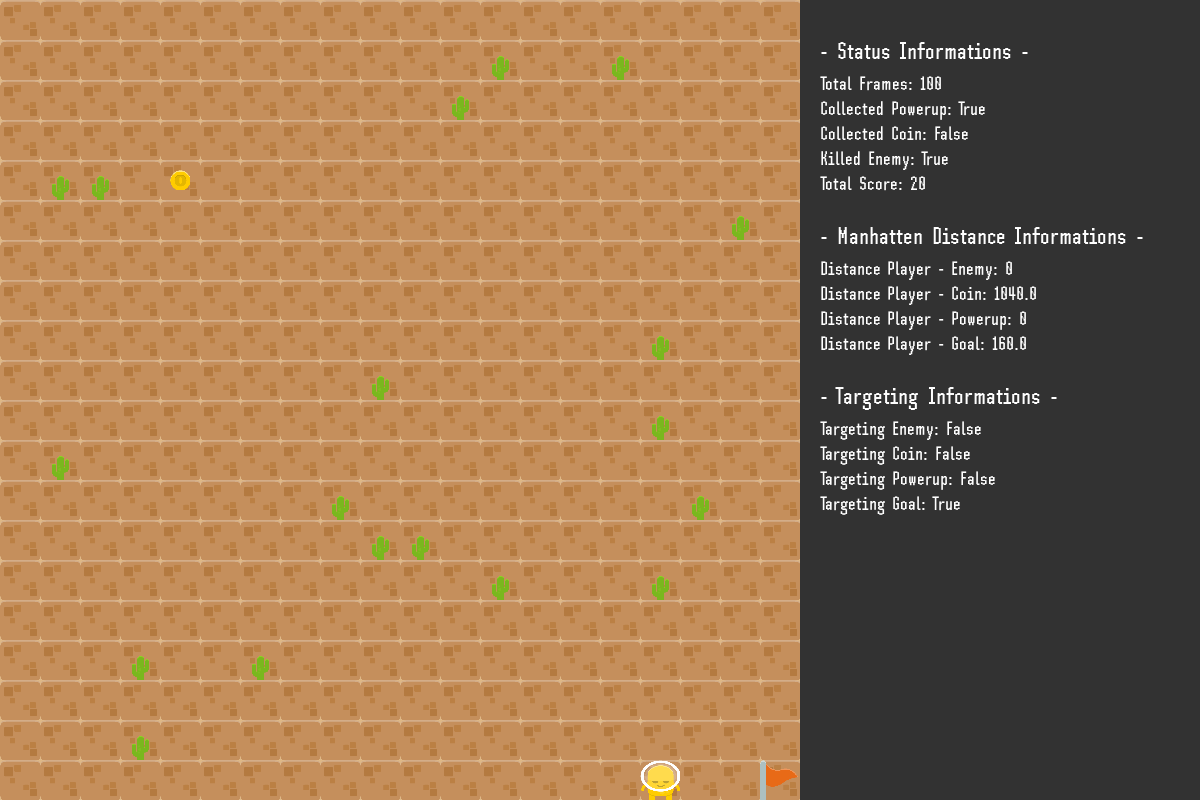 - Status Informations -
Total Frames: 100
Collected Powerup: True
Collected Coin: False
Killed Enemy: True
Total Score: 20
- Manhatten Distance Informations -
Distance Player - Enemy: 0
Distance Player - Coin: 1040.0
Distance Player - Powerup: 0
Distance Player - Goal: 160.0
- Targeting Informations -
Targeting Enemy: False
Targeting Coin: False
Targeting Powerup: False
Targeting Goal: True